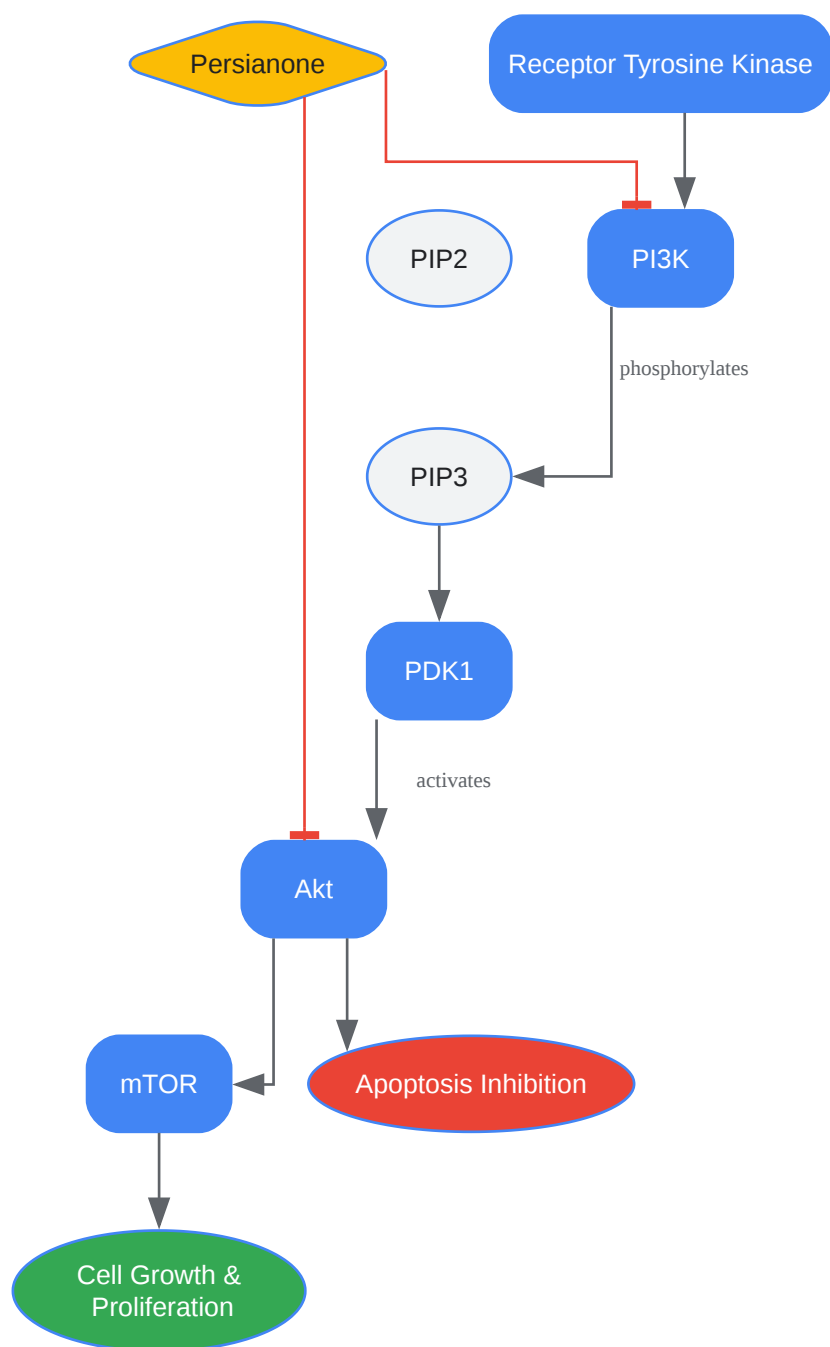 Persianone
Receptor Tyrosine Kinase
PIP2
PI3K
phosphorylates
PIP3
PDK1
activates
Akt
mTOR
Apoptosis Inhibition
Cell Growth &
Proliferation